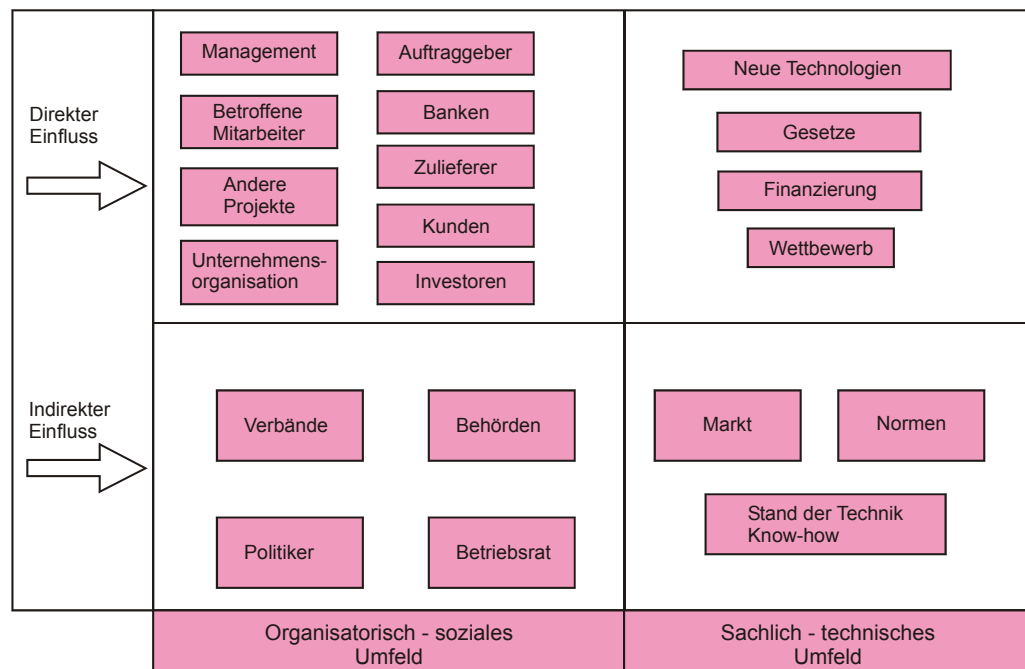 Direkter
Einfluss
Management
Betroffene
Mitarbeiter
Andere
Projekte
Unternehmens-
organisation
Auftraggeber
Banken
Zulieferer
Kunden
Investoren
Neue Technologien
Gesetze
Finanzierung
Wettbewerb
Indirekter
Einfluss
Verbände
Behörden
Politiker
Betriebsrat
Markt
Normen
Stand der Technik
Know-how
Organisatorisch - soziales
Umfeld
Sachlich - technisches
Umfeld